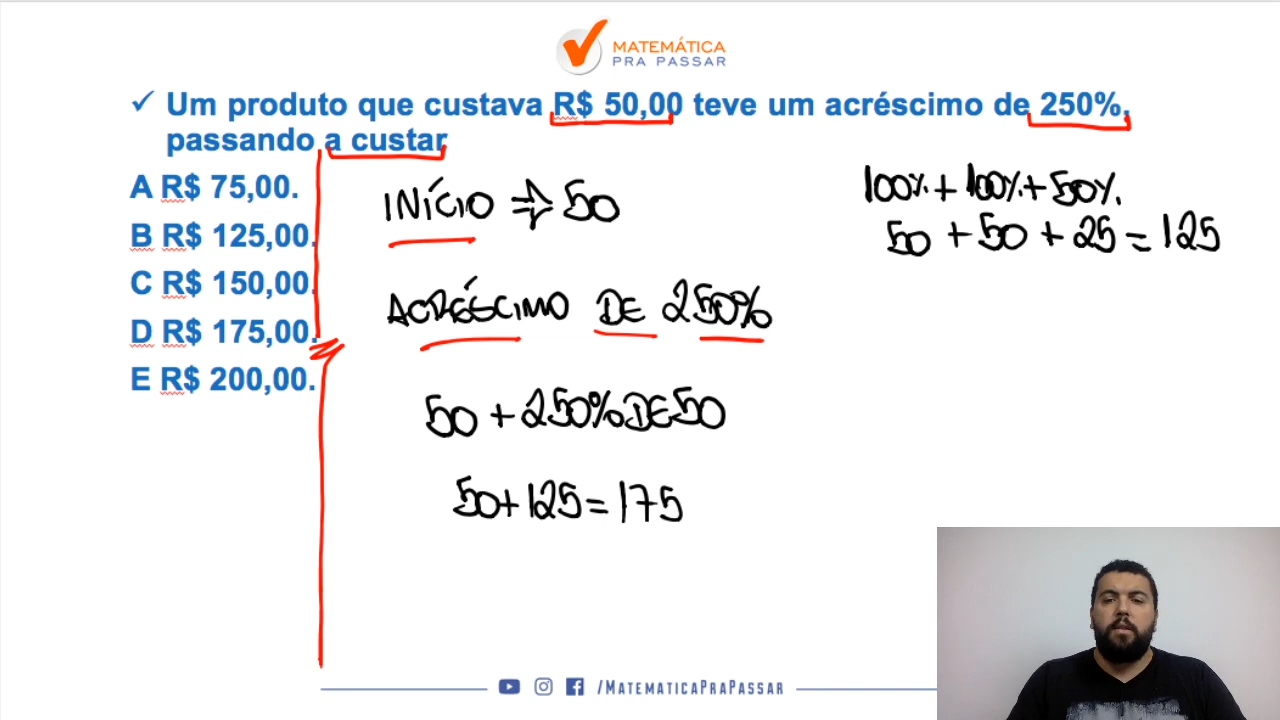 MATEMÁTICA
PRA PASSAR
✓ Um produto que custava R$ 50,00 teve um acréscimo de 250%,
passando a custar
A R$ 75,00.
B R$ 125,00.
C R$ 150,00.
D R$ 175,00.
E R$ 200,00.
INÍCIO ⇒ 50
ACRÉSCIMO DE 250%
50 + 250% DE 50
50 + 125 = 175
100% + 100% + 50%
50 + 50 + 25 = 125
/MATEMATICAPRAPASSAR